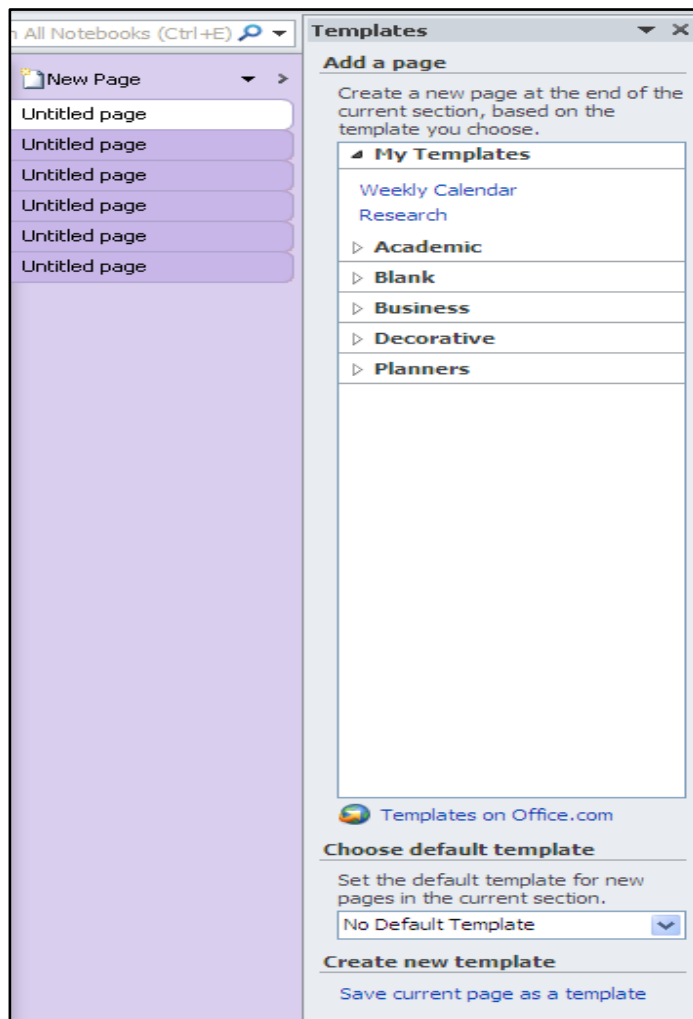 All Notebooks (Ctrl+E)
New Page
Untitled page
Untitled page
Untitled page
Untitled page
Untitled page
Untitled page
Templates
Add a page
Create a new page at the end of the
current section, based on the
template you choose.
My Templates
Weekly Calendar
Research
Academic
Blank
Business
Decorative
Planners
Templates on Office.com
Choose default template
Set the default template for new
pages in the current section.
No Default Template
Create new template
Save current page as a template